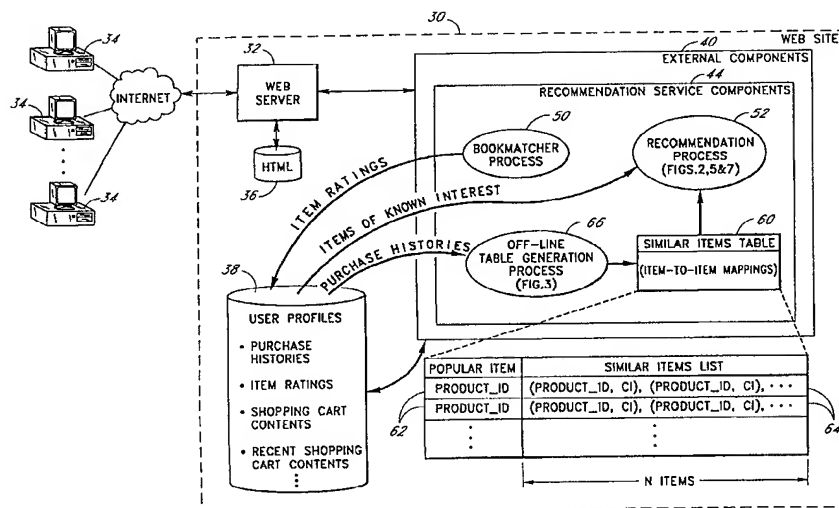 30
WEB SITE
34
34
34
INTERNET
32
WEB
SERVER
HTML
36
40
EXTERNAL COMPONENTS
44
RECOMMENDATION SERVICE COMPONENTS
50
BOOKMATCHER
PROCESS
52
RECOMMENDATION
PROCESS
(FIGS.2,5&7)
ITEM RATINGS
ITEMS OF KNOWN INTEREST
PURCHASE HISTORIES
66
OFF-LINE
TABLE GENERATION
PROCESS
(FIG.3)
60
SIMILAR ITEMS TABLE
(ITEM-TO-ITEM MAPPINGS)
38
USER PROFILES
• PURCHASE
HISTORIES
• ITEM RATINGS
• SHOPPING CART
CONTENTS
• RECENT SHOPPING
CART CONTENTS
POPULAR ITEM
SIMILAR ITEMS LIST
PRODUCT_ID
(PRODUCT_ID, CI), (PRODUCT_ID, CI), ···
PRODUCT_ID
(PRODUCT_ID, CI), (PRODUCT_ID, CI), ···
62
64
N ITEMS